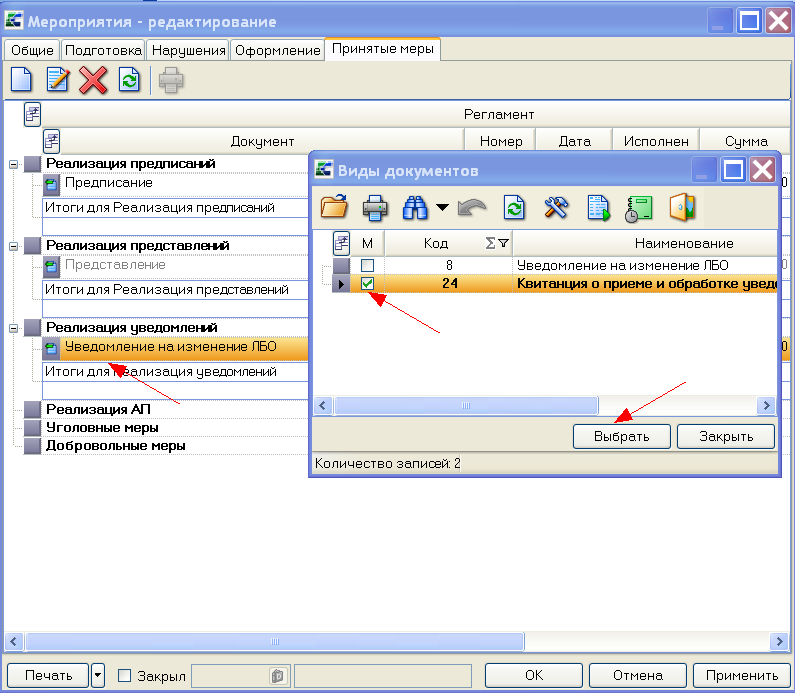 Мероприятия - редактирование
Общие Подготовка Нарушения Оформление Принятые меры
Регламент
Документ Номер Дата Исполнен Сумма
Реализация предписаний
Предписание
Итоги для Реализация предписаний
Реализация представлений
Представление
Итоги для Реализация представлений
Реализация уведомлений
Уведомление на изменение ЛБО
Итоги для Реализация уведомлений
Реализация АП
Уголовные меры
Добровольные меры
Виды документов
М Код Σ Наименование
8 Уведомление на изменение ЛБО
24 Квитанция о приеме и обработке уведо
Выбрать Закрыть
Количество записей: 2
Печать Закрыл ОК Отмена Применить